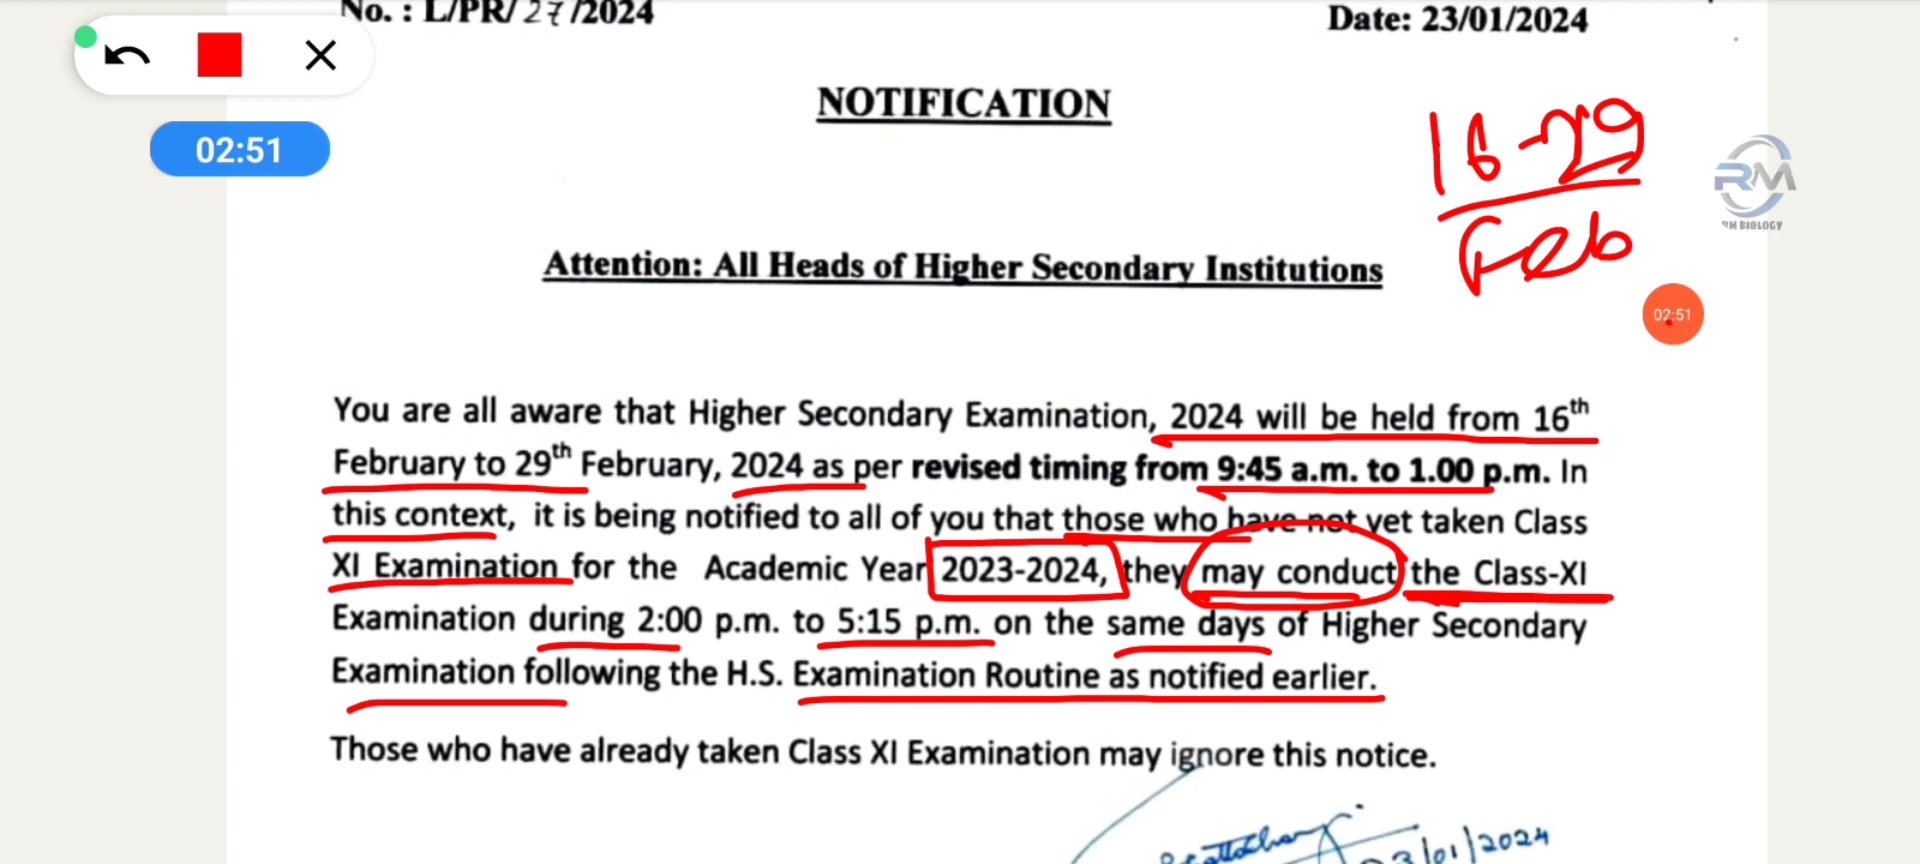 No. : L/PR/ 27 /2024
Date: 23/01/2024
02:51
NOTIFICATION
16-29
Feb
RM
RM BIOLOGY
Attention: All Heads of Higher Secondary Institutions
02:51
You are all aware that Higher Secondary Examination, 2024 will be held from 16th
February to 29th February, 2024 as per revised timing from 9:45 a.m. to 1.00 p.m. In
this context, it is being notified to all of you that those who have not yet taken Class
XI Examination for the Academic Year 2023-2024, they may conduct the Class-XI
Examination during 2:00 p.m. to 5:15 p.m. on the same days of Higher Secondary
Examination following the H.S. Examination Routine as notified earlier.
Those who have already taken Class XI Examination may ignore this notice.
23/01/2024